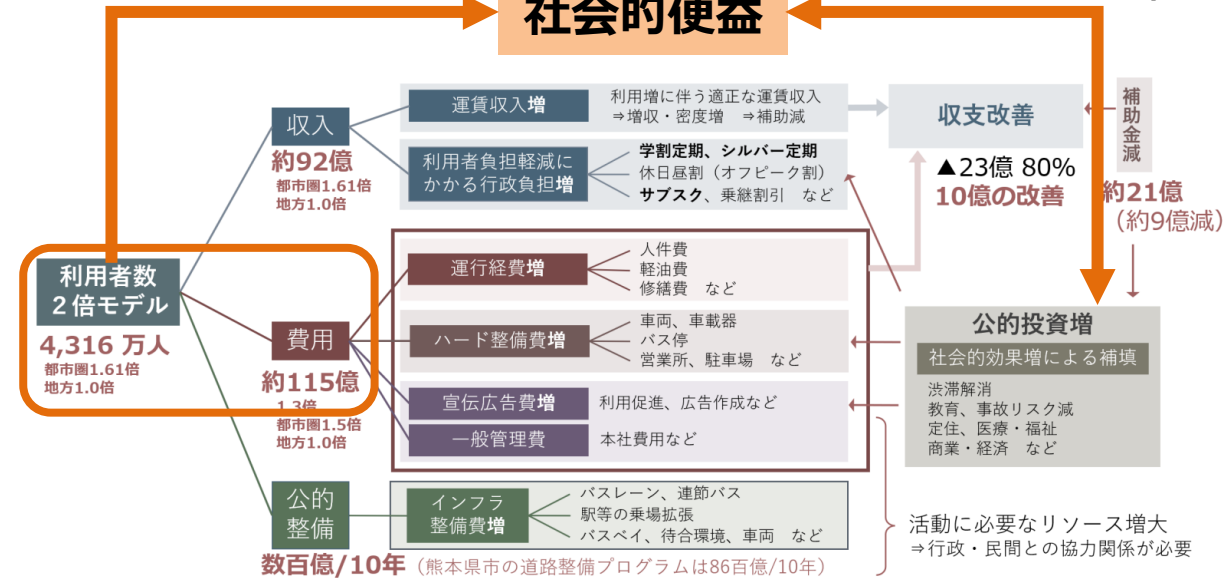 社会的便益
収入
約92億
都市圏1.61倍
地方1.0倍
運賃収入増
利用増に伴う適正な運賃収入
⇒増収・密度増 ⇒補助減
利用者負担軽減に
かかる行政負担増
学割定期、シルバー定期
休日昼割（オフピーク割）
サブスク、乗継割引 など
収支改善
▲23億 80%
10億の改善
補助金減
約21億
（約9億減）
利用者数
２倍モデル
4,316 万人
都市圏1.61倍
地方1.0倍
費用
約115億
1.3倍
都市圏1.5倍
地方1.0倍
運行経費増
人件費
軽油費
修繕費 など
ハード整備費増
車両、車載器
バス停
営業所、駐車場 など
宣伝広告費増
利用促進、広告作成など
一般管理費
本社費用など
公的投資増
社会的効果増による補填
渋滞解消
教育、事故リスク減
定住、医療・福祉
商業・経済 など
公的
整備
インフラ
整備費増
バスレーン、連節バス
駅等の乗場拡張
バスベイ、待合環境、車両 など
数百億/10年（熊本県市の道路整備プログラムは86百億/10年）
活動に必要なリソース増大
⇒行政・民間との協力関係が必要